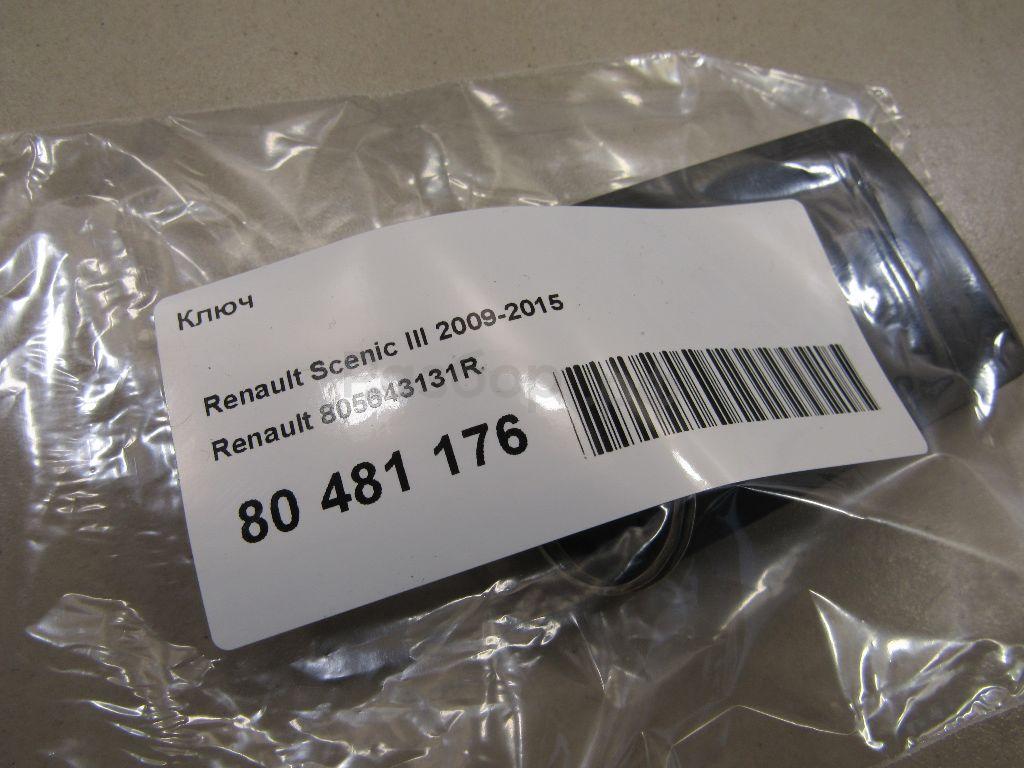 Ключ
Renault Scenic III 2009-2015
Renault 805643131R
80 481 176